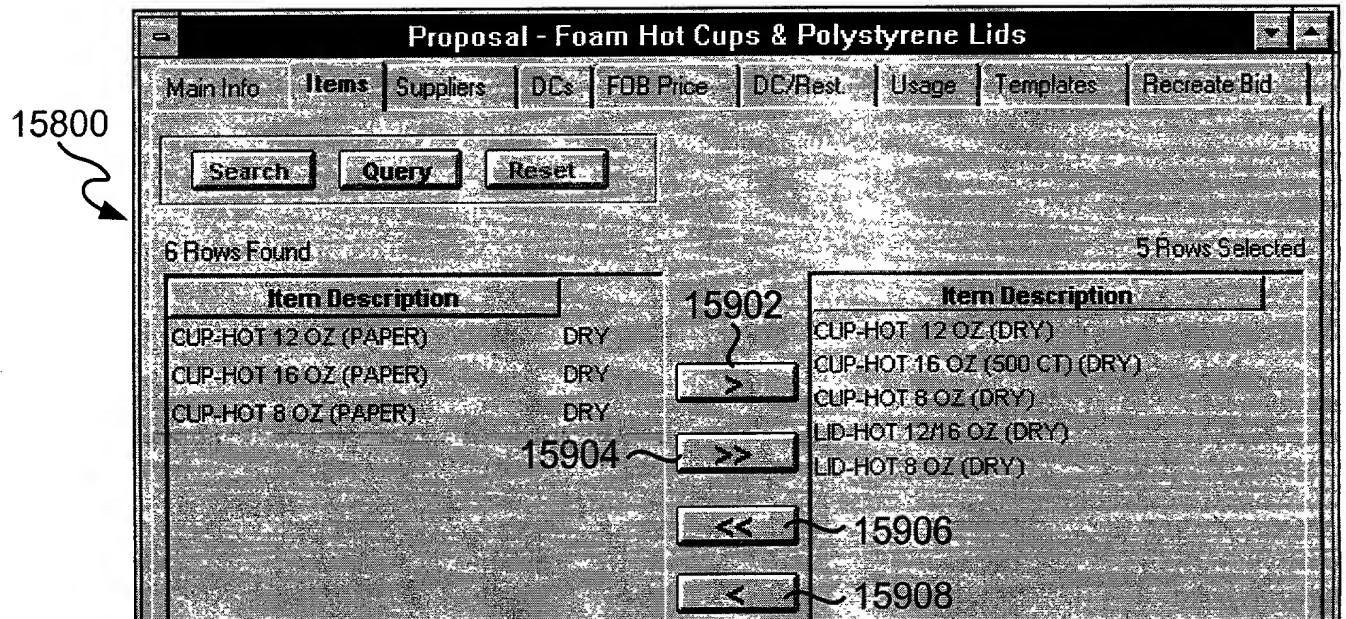 Proposal - Foam Hot Cups & Polystyrene Lids
Main Info Items Suppliers DCs FOB Price DC/Rest. Usage Templates Recreate Bid
15800
Search Query Reset
6 Rows Found
5 Rows Selected
Item Description
CUP-HOT 12 OZ (PAPER) DRY
CUP-HOT 16 OZ (PAPER) DRY
CUP-HOT 8 OZ (PAPER) DRY
15902
>
15904
>>
<<
15906
<
15908
Item Description
CUP-HOT 12 OZ (DRY)
CUP-HOT 16 OZ (500 CT) (DRY)
CUP-HOT 8 OZ (DRY)
LID-HOT 12/16 OZ (DRY)
LID-HOT 8 OZ (DRY)